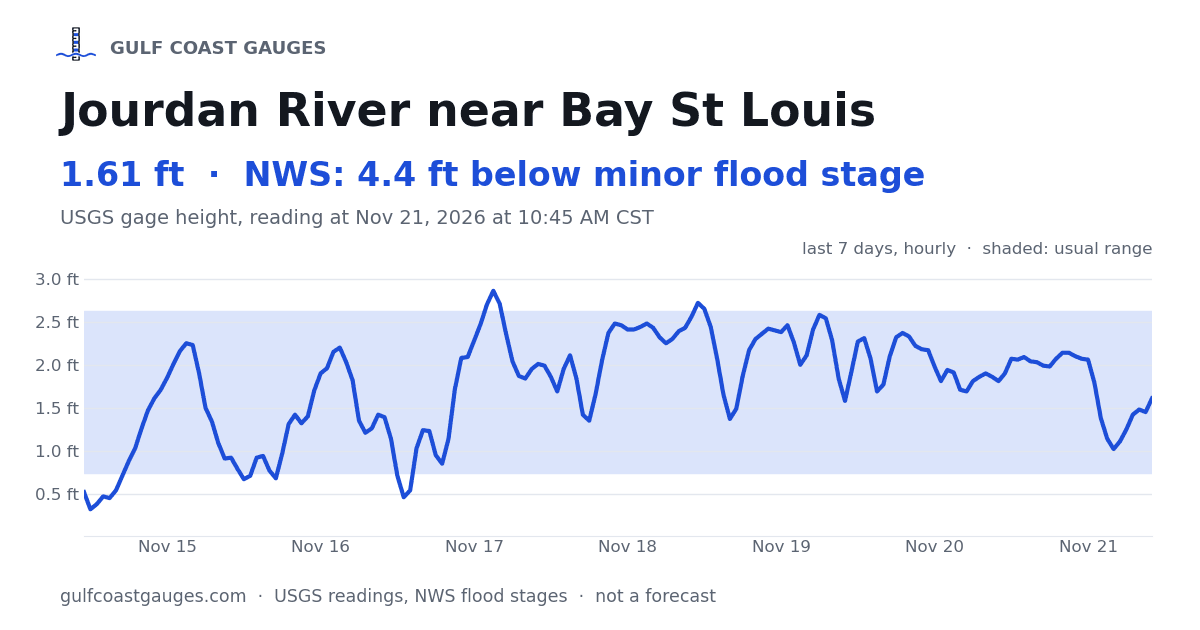 GULF COAST GAUGES
Jourdan River near Bay St Louis
1.61 ft · NWS: 4.4 ft below minor flood stage
USGS gage height, reading at Nov 21, 2026 at 10:45 AM CST
last 7 days, hourly · shaded: usual range
3.0 ft
2.5 ft
2.0 ft
1.5 ft
1.0 ft
0.5 ft
Nov 15 Nov 16 Nov 17 Nov 18 Nov 19 Nov 20 Nov 21
gulfcoastgauges.com · USGS readings, NWS flood stages · not a forecast